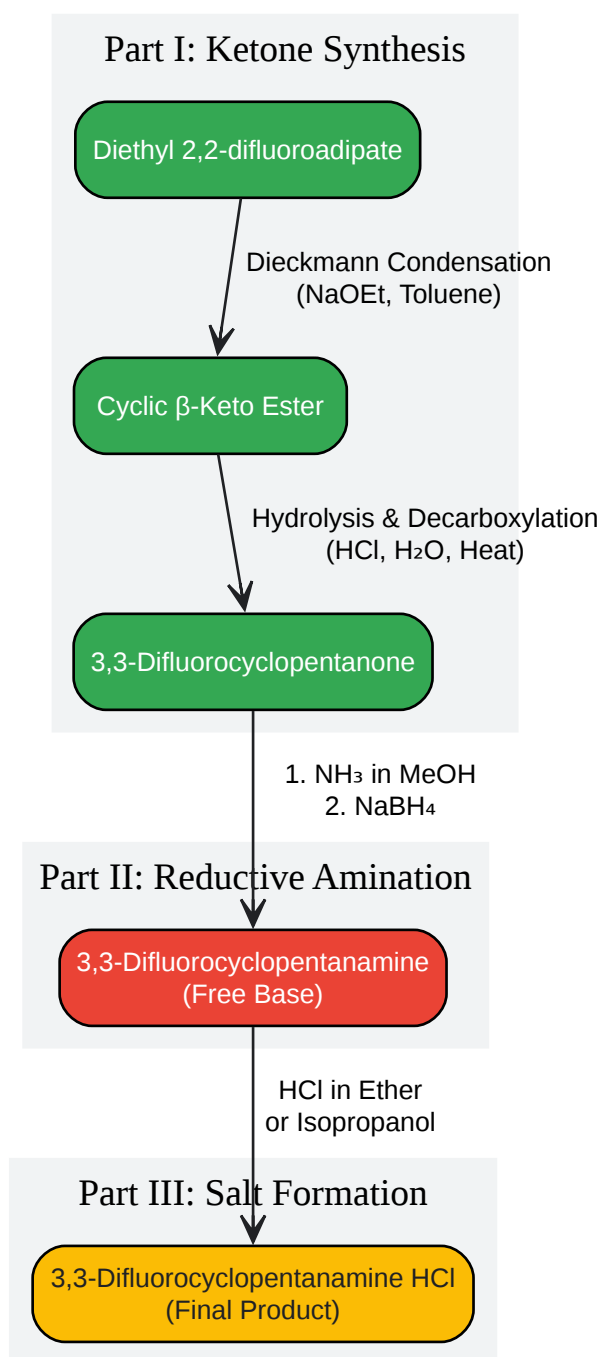 Part I: Ketone Synthesis
Diethyl 2,2-difluoroadipate
Dieckmann Condensation
(NaOEt, Toluene)
Cyclic β-Keto Ester
Hydrolysis & Decarboxylation
(HCl, H₂O, Heat)
3,3-Difluorocyclopentanone
1. NH₃ in MeOH
2. NaBH₄
Part II: Reductive Amination
3,3-Difluorocyclopentanamine
(Free Base)
HCl in Ether
or Isopropanol
Part III: Salt Formation
3,3-Difluorocyclopentanamine HCl
(Final Product)